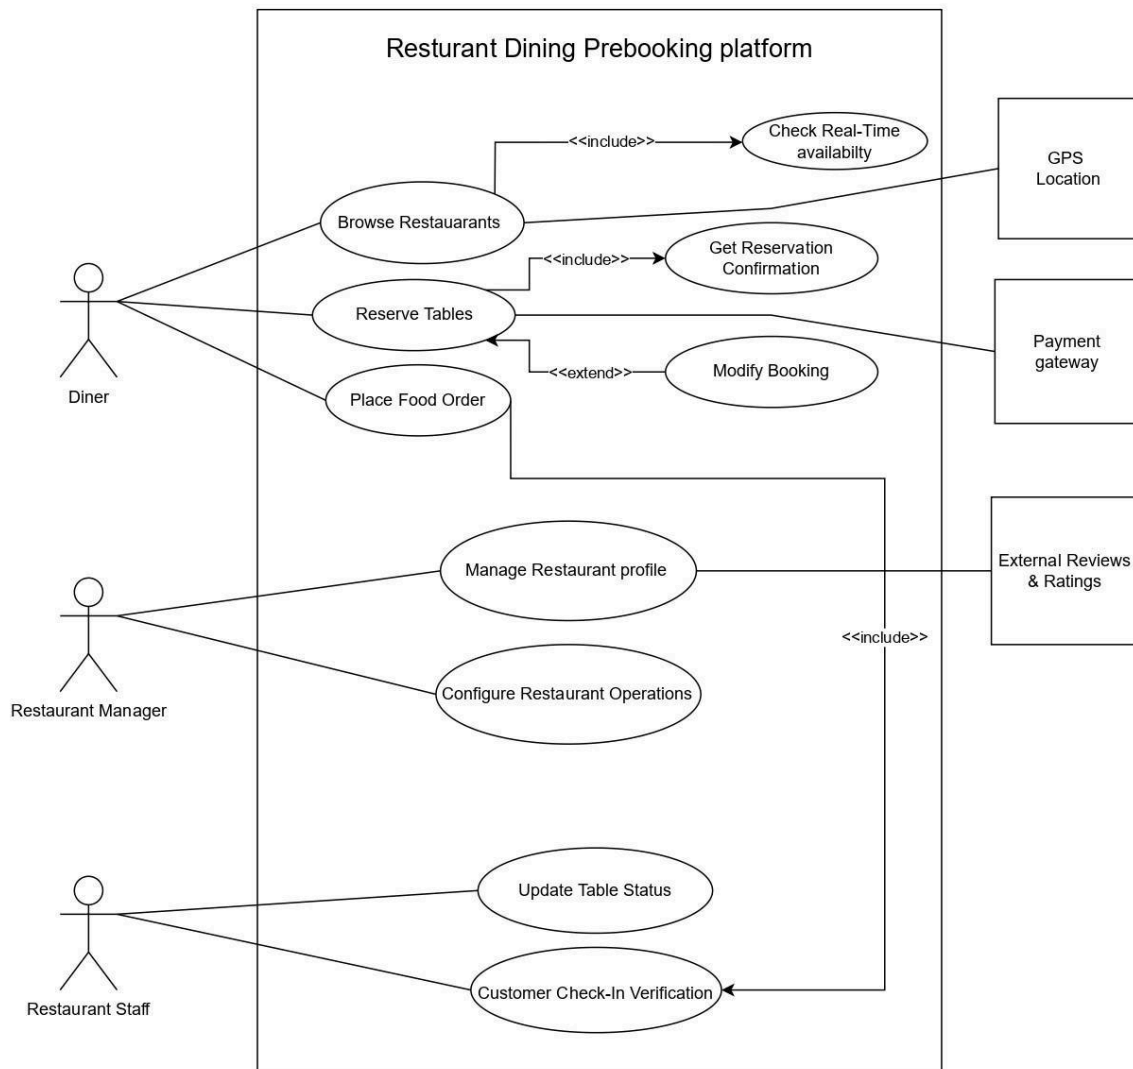 Resturant Dining Prebooking platform
<<include>>
Check Real-Time
availabilty
GPS
Location
Browse Restauarants
<<include>>
Get Reservation
Confirmation
Reserve Tables
Payment
gateway
<<extend>>
Modify Booking
Diner
Place Food Order
Manage Restaurant profile
External Reviews
& Ratings
<<include>>
Restaurant Manager
Configure Restaurant Operations
Update Table Status
Restaurant Staff
Customer Check-In Verification